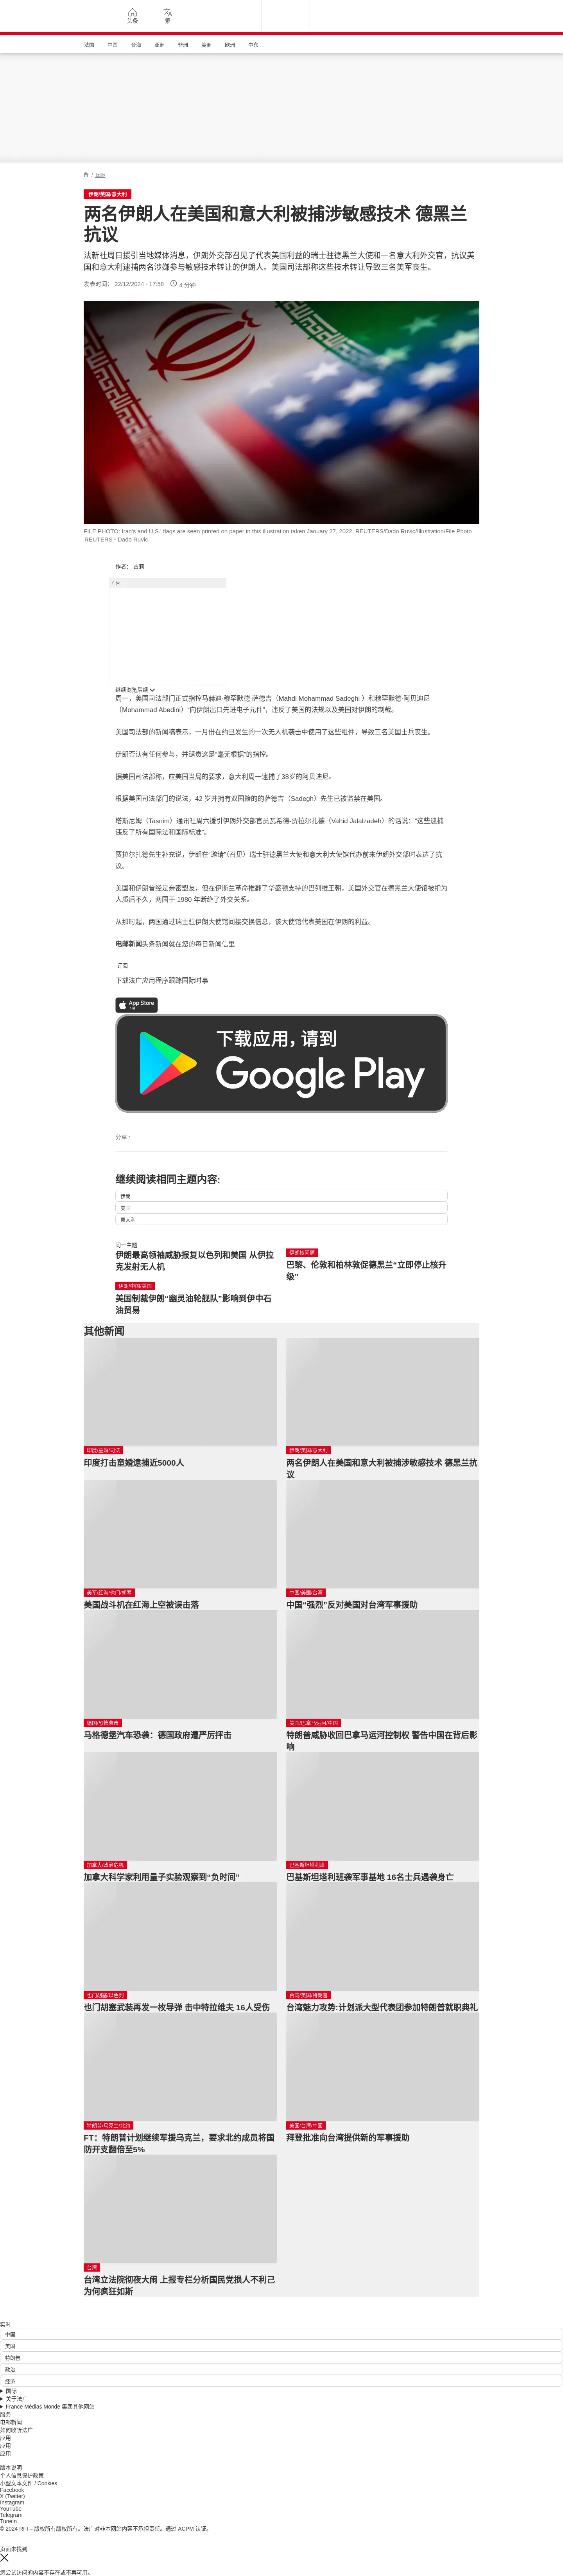 头条
繁
法国
中国
台海
亚洲
非洲
美洲
欧洲
中东
/ 国际
伊朗/美国/意大利
两名伊朗人在美国和意大利被捕涉敏感技术 德黑兰
抗议
法新社周日援引当地媒体消息，伊朗外交部召见了代表美国利益的瑞士驻德黑兰大使和一名意大利外交官，抗议美
国和意大利逮捕两名涉嫌参与敏感技术转让的伊朗人。美国司法部称这些技术转让导致三名美军丧生。
发表时间： 22/12/2024 - 17:58
4 分钟
FILE PHOTO: Iran's and U.S.' flags are seen printed on paper in this illustration taken January 27, 2022. REUTERS/Dado Ruvic/Illustration/File Photo
REUTERS - Dado Ruvic
作者： 古莉
广告
继续浏览后续
周一，美国司法部门正式指控马赫迪·穆罕默德·萨德吉（Mahdi Mohammad Sadeghi ）和穆罕默德·阿贝迪尼
（Mohammad Abedini）“向伊朗出口先进电子元件”，违反了美国的法规以及美国对伊朗的制裁。
美国司法部的新闻稿表示，一月份在约旦发生的一次无人机袭击中使用了这些组件，导致三名美国士兵丧生。
伊朗否认有任何参与，并谴责这是“毫无根据”的指控。
据美国司法部称，应美国当局的要求，意大利周一逮捕了38岁的阿贝迪尼。
根据美国司法部门的说法，42 岁并拥有双国籍的的萨德吉（Sadegh）先生已被监禁在美国。
塔斯尼姆（Tasnim）通讯社周六援引伊朗外交部官员瓦希德·贾拉尔扎德（Vahid Jalalzadeh）的话说：“这些逮捕
违反了所有国际法和国际标准”。
贾拉尔扎德先生补充说，伊朗在“邀请”（召见）瑞士驻德黑兰大使和意大利大使馆代办前来伊朗外交部时表达了抗
议。
美国和伊朗曾经是亲密盟友，但在伊斯兰革命推翻了华盛顿支持的巴列维王朝，美国外交官在德黑兰大使馆被扣为
人质后不久，两国于 1980 年断绝了外交关系。
从那时起，两国通过瑞士驻伊朗大使馆间接交换信息，该大使馆代表美国在伊朗的利益。
电邮新闻头条新闻就在您的每日新闻信里
订阅
下载法广应用程序跟踪国际时事
App Store
下载
下载应用，请到
Google Play
分享 :
继续阅读相同主题内容:
伊朗
美国
意大利
同一主题
伊朗最高领袖威胁报复以色列和美国 从伊拉
克发射无人机
伊朗核问题
巴黎、伦敦和柏林敦促德黑兰“立即停止核升
级”
伊朗/中国/美国
美国制裁伊朗“幽灵油轮舰队”影响到伊中石
油贸易
其他新闻
印度/童婚/司法
印度打击童婚逮捕近5000人
伊朗/美国/意大利
两名伊朗人在美国和意大利被捕涉敏感技术 德黑兰抗
议
美军/红海/也门/胡塞
美国战斗机在红海上空被误击落
中国/美国/台湾
中国“强烈”反对美国对台湾军事援助
德国/恐怖袭击
马格德堡汽车恐袭：德国政府遭严厉抨击
美国/巴拿马运河/中国
特朗普威胁收回巴拿马运河控制权 警告中国在背后影
响
加拿大/政治危机
加拿大科学家利用量子实验观察到“负时间”
巴基斯坦塔利班
巴基斯坦塔利班袭军事基地 16名士兵遇袭身亡
也门胡塞/以色列
也门胡塞武装再发一枚导弹 击中特拉维夫 16人受伤
台湾/美国/特朗普
台湾魅力攻势:计划派大型代表团参加特朗普就职典礼
特朗普/乌克兰/北约
FT：特朗普计划继续军援乌克兰，要求北约成员将国
防开支翻倍至5%
美国/台湾/中国
拜登批准向台湾提供新的军事援助
台湾
台湾立法院彻夜大闹 上报专栏分析国民党损人不利己
为何疯狂如斯
实时
中国
美国
特朗普
政治
经济
国际
关于法广
France Médias Monde 集团其他网站
服务
电邮新闻
如何收听法广
应用
应用
应用
版本说明
个人信息保护政策
小型文本文件 / Cookies
Facebook
X (Twitter)
Instagram
YouTube
Telegram
TuneIn
© 2024 RFI – 版权所有版权所有。法广对非本网站内容不承担责任。通过 ACPM 认证。
页面未找到
您尝试访问的内容不存在或不再可用。